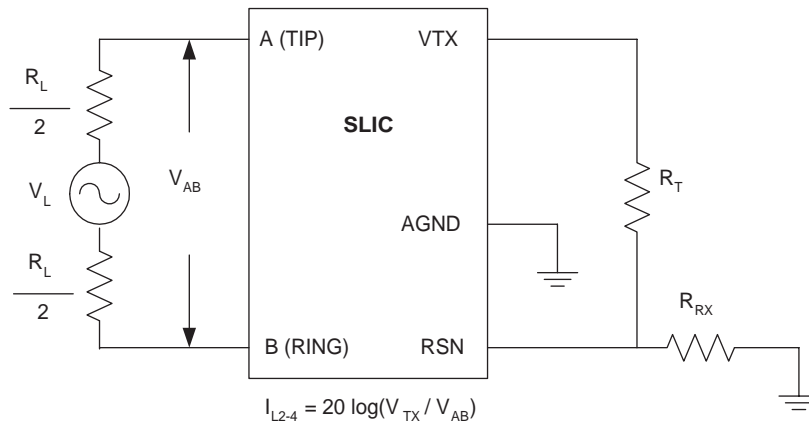 A (TIP)
VTX
R_L
2
SLIC
V_L
V_AB
R_T
AGND
R_L
2
R_RX
B (RING)
RSN
I_L2-4 = 20 log(V_TX / V_AB)